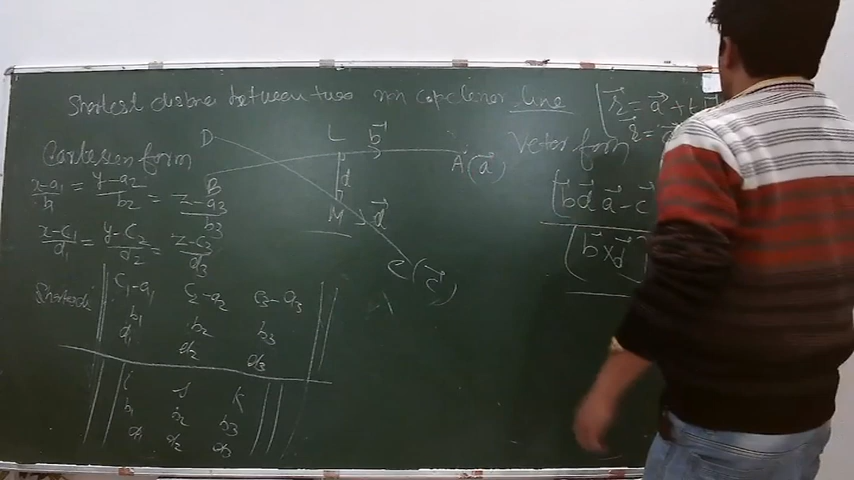 Shortest distance between two non coplanar line
Cartesian form
x-a₁/b₁ = y-a₂/b₂ = z-a₃/b₃
x-c₁/d₁ = y-c₂/d₂ = z-c₃/d₃
Shortest
c₁-a₁ c₂-a₂ c₃-a₃
b₁ b₂ b₃
d₁ d₂ d₃
i j k
b₁ b₂ b₃
d₁ d₂ d₃
D L b⃗
B A(a⃗)
d
M d⃗
C(c⃗)
r⃗ = a⃗ + t
r⃗ =
Vector form
[b⃗ d⃗ a⃗ - c⃗
(b⃗ × d⃗